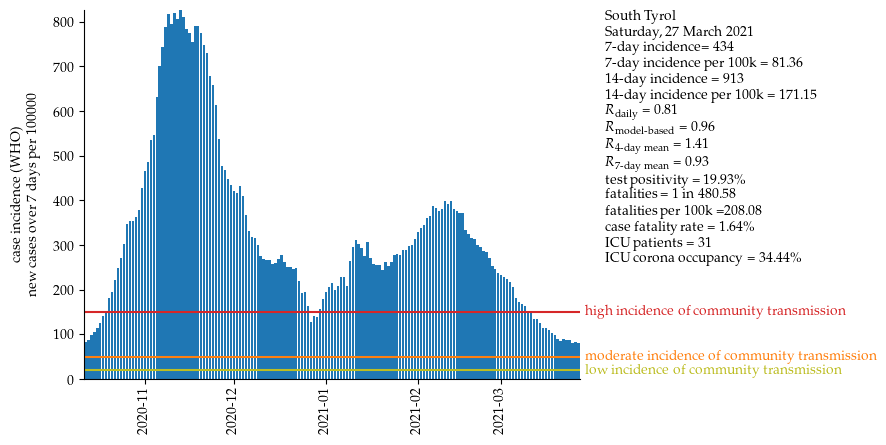 South Tyrol
Saturday, 27 March 2021
7-day incidence= 434
7-day incidence per 100k = 81.36
14-day incidence = 913
14-day incidence per 100k = 171.15
R daily = 0.81
R model-based = 0.96
R 4-day mean = 1.41
R 7-day mean = 0.93
test positivity = 19.93%
fatalities = 1 in 480.58
fatalities per 100k =208.08
case fatality rate = 1.64%
ICU patients = 31
ICU corona occupancy = 34.44%
case incidence (WHO)
new cases over 7 days per 100000
800
700
600
500
400
300
200
100
0
high incidence of community transmission
moderate incidence of community transmission
low incidence of community transmission
2020-11
2020-12
2021-01
2021-02
2021-03